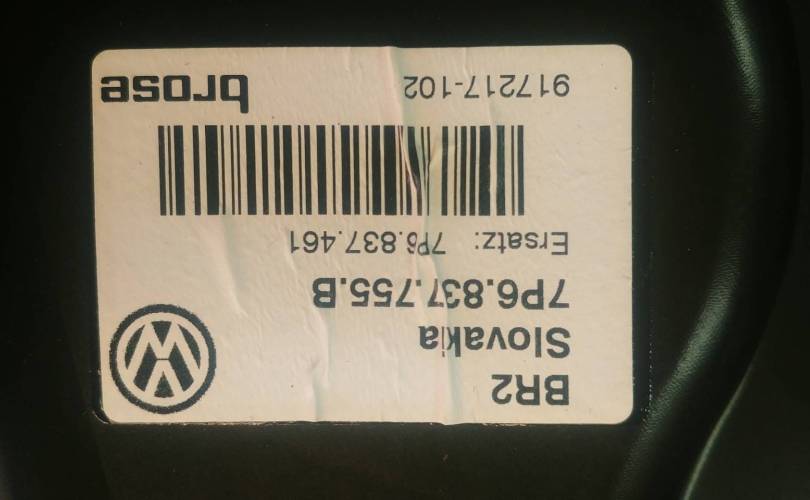 BR2
Slovakia
7P6.837.755.B
Ersatz: 7P6.837.461
917217-102 brose